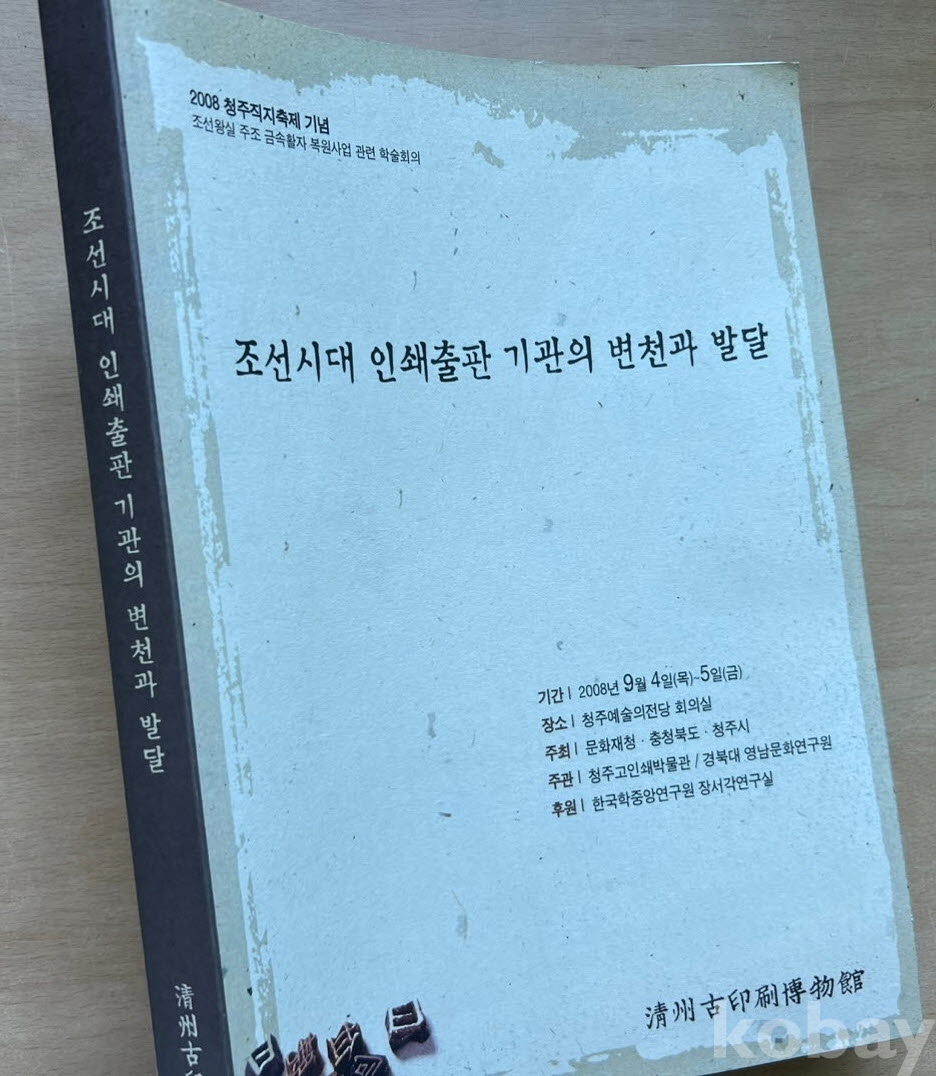 2008 청주직지축제 기념
조선왕실 주조 금속활자 복원사업 관련 학술회의
조선시대 인쇄출판 기관의 변천과 발달
기간 | 2008년 9월 4일(목)~5일(금)
장소 | 청주예술의전당 회의실
주최 | 문화재청 · 충청북도 · 청주시
주관 | 청주고인쇄박물관 / 경북대 영남문화연구원
후원 | 한국학중앙연구원 장서각연구실
清州古印刷博物館
조선시대 인쇄출판 기관의 변천과 발달
清州古
kobay